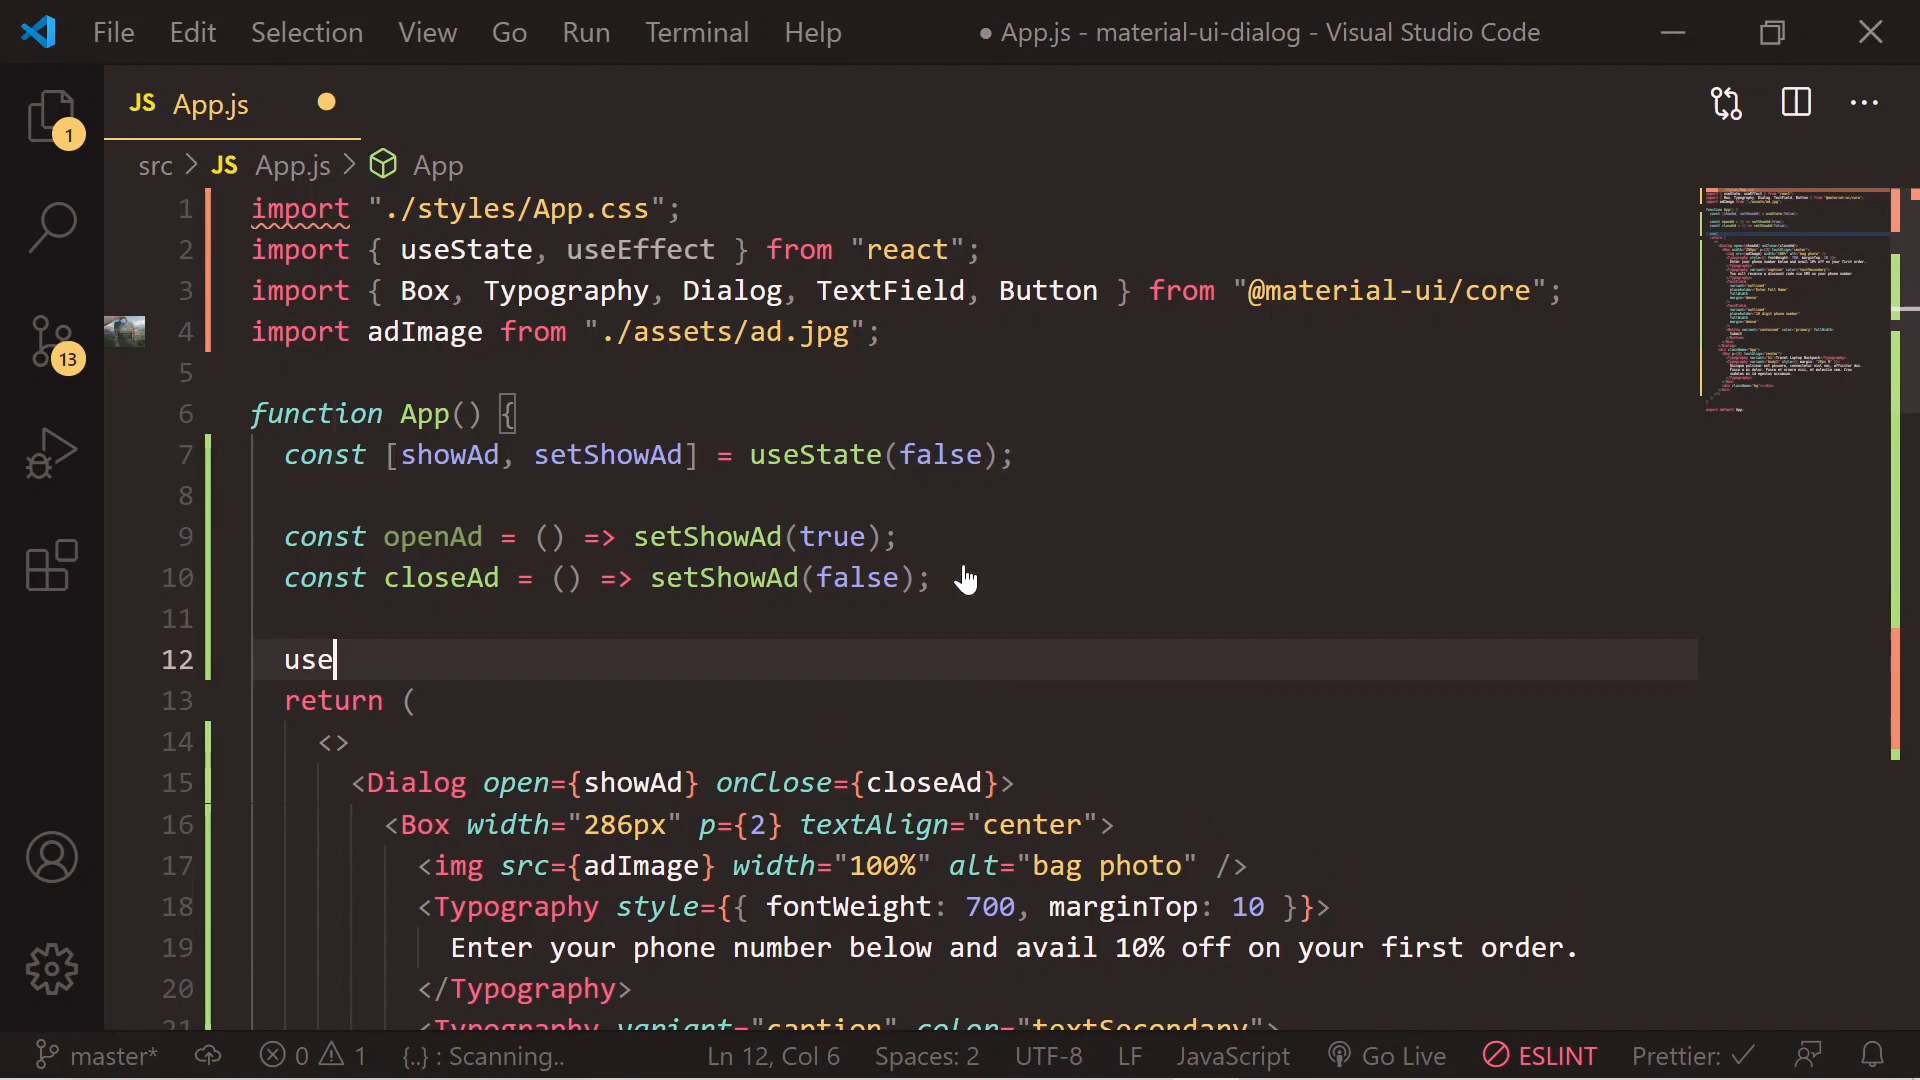 File Edit Selection View Go Run Terminal Help ● App.js - material-ui-dialog - Visual Studio Code
JS App.js
1
src > JS App.js > App
1 import "./styles/App.css";
2 import { useState, useEffect } from "react";
3 import { Box, Typography, Dialog, TextField, Button } from "@material-ui/core";
4 import adImage from "./assets/ad.jpg";
13
5
6 function App() {
7 const [showAd, setShowAd] = useState(false);
8
9 const openAd = () => setShowAd(true);
10 const closeAd = () => setShowAd(false);
11
12 use
13 return (
14 <>
15 <Dialog open={showAd} onClose={closeAd}>
16 <Box width="286px" p={2} textAlign="center">
17 <img src={adImage} width="100%" alt="bag photo" />
18 <Typography style={{ fontWeight: 700, marginTop: 10 }}>
19 Enter your phone number below and avail 10% off on your first order.
20 </Typography>
21 <Typography variant="caption" color="textSecondary">
master* 0 1 {..} : Scanning.. Ln 12, Col 6 Spaces: 2 UTF-8 LF JavaScript Go Live ESLINT Prettier: ✓